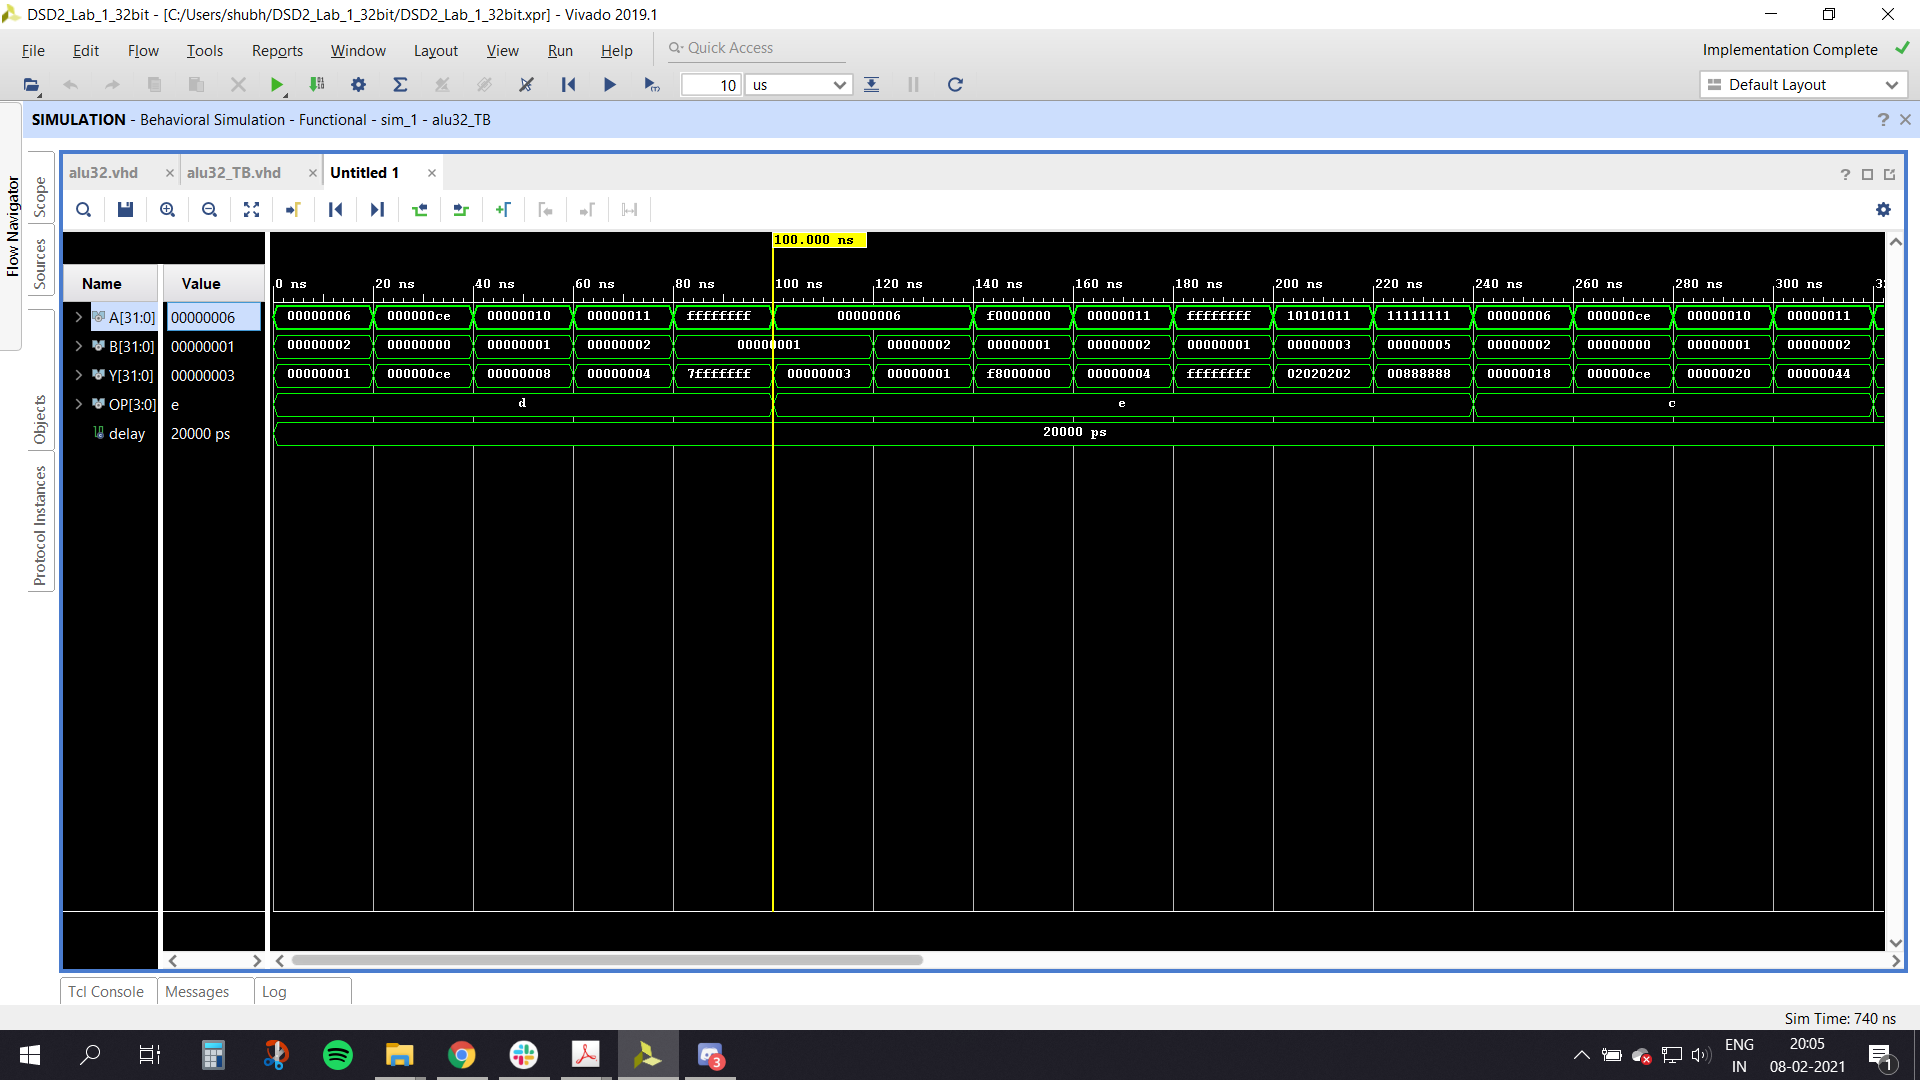 DSD2_Lab_1_32bit - [C:/Users/shubh/DSD2_Lab_1_32bit/DSD2_Lab_1_32bit.xpr] - Vivado 2019.1
File Edit Flow Tools Reports Window Layout View Run Help Quick Access Implementation Complete
10 us Default Layout
SIMULATION - Behavioral Simulation - Functional - sim_1 - alu32_TB
Flow Navigator
Scope
Sources
Objects
Protocol Instances
alu32.vhd alu32_TB.vhd Untitled 1
100.000 ns
Name Value 0 ns 20 ns 40 ns 60 ns 80 ns 100 ns 120 ns 140 ns 160 ns 180 ns 200 ns 220 ns 240 ns 260 ns 280 ns 300 ns
A[31:0] 00000006 00000006 000000ce 00000010 00000011 ffffffff 00000006 f0000000 00000011 ffffffff 10101011 11111111 00000006 000000ce 00000010 00000011
B[31:0] 00000001 00000002 00000000 00000001 00000002 00000001 00000002 00000001 00000002 00000001 00000003 00000005 00000002 00000000 00000001 00000002
Y[31:0] 00000003 00000001 000000ce 00000008 00000004 7fffffff 00000003 00000001 f8000000 00000004 ffffffff 02020202 00888888 00000018 000000ce 00000020 00000044
OP[3:0] e d e c
delay 20000 ps 20000 ps
Tcl Console Messages Log
Sim Time: 740 ns
3
ENG
IN
20:05
08-02-2021
1